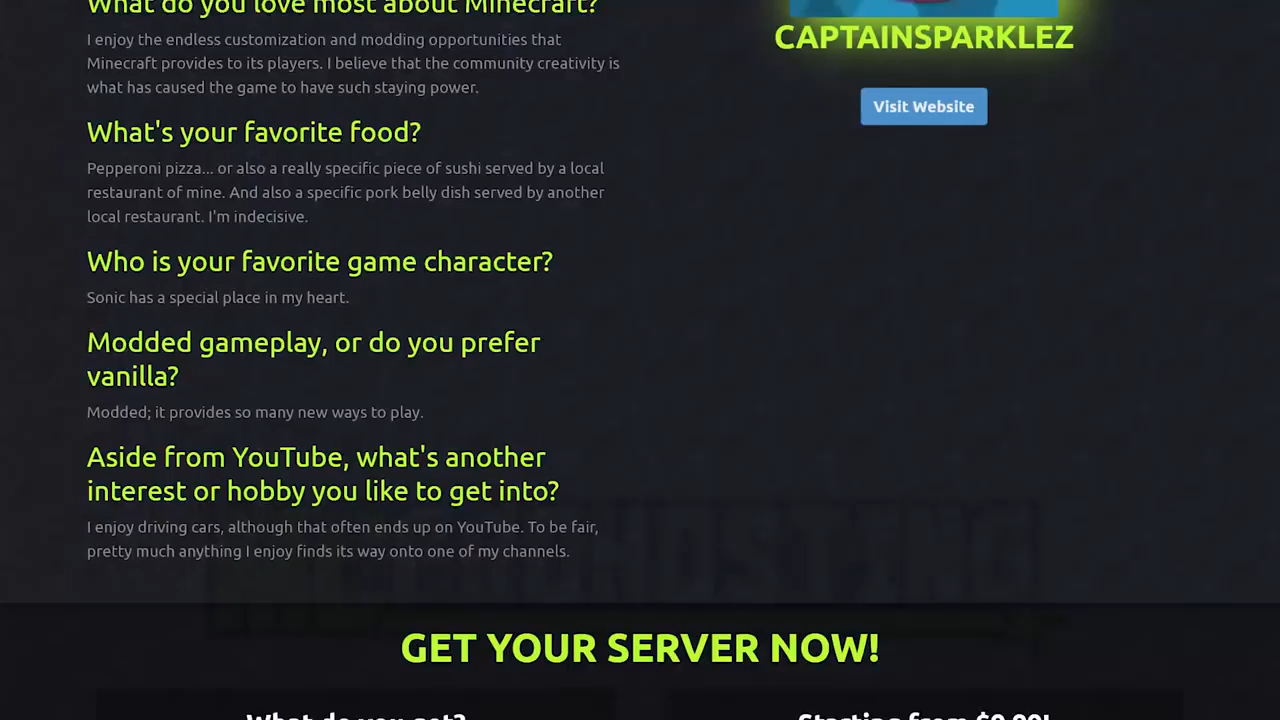 What do you love most about Minecraft?
I enjoy the endless customization and modding opportunities that
Minecraft provides to its players. I believe that the community creativity is
what has caused the game to have such staying power.
What's your favorite food?
Pepperoni pizza... or also a really specific piece of sushi served by a local
restaurant of mine. And also a specific pork belly dish served by another
local restaurant. I'm indecisive.
Who is your favorite game character?
Sonic has a special place in my heart.
Modded gameplay, or do you prefer
vanilla?
Modded; it provides so many new ways to play.
Aside from YouTube, what's another
interest or hobby you like to get into?
I enjoy driving cars, although that often ends up on YouTube. To be fair,
pretty much anything I enjoy finds its way onto one of my channels.
CAPTAINSPARKLEZ
Visit Website
GET YOUR SERVER NOW!
What do you get?
Starting from